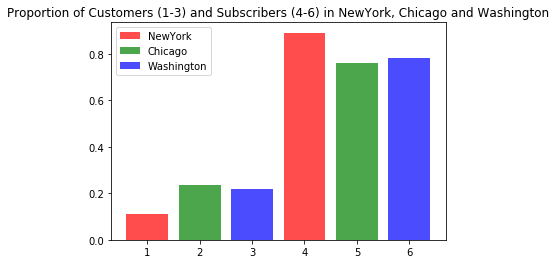 Proportion of Customers (1-3) and Subscribers (4-6) in NewYork, Chicago and Washington
NewYork
Chicago
Washington
0.8
0.6
0.4
0.2
0.0
1 2 3 4 5 6